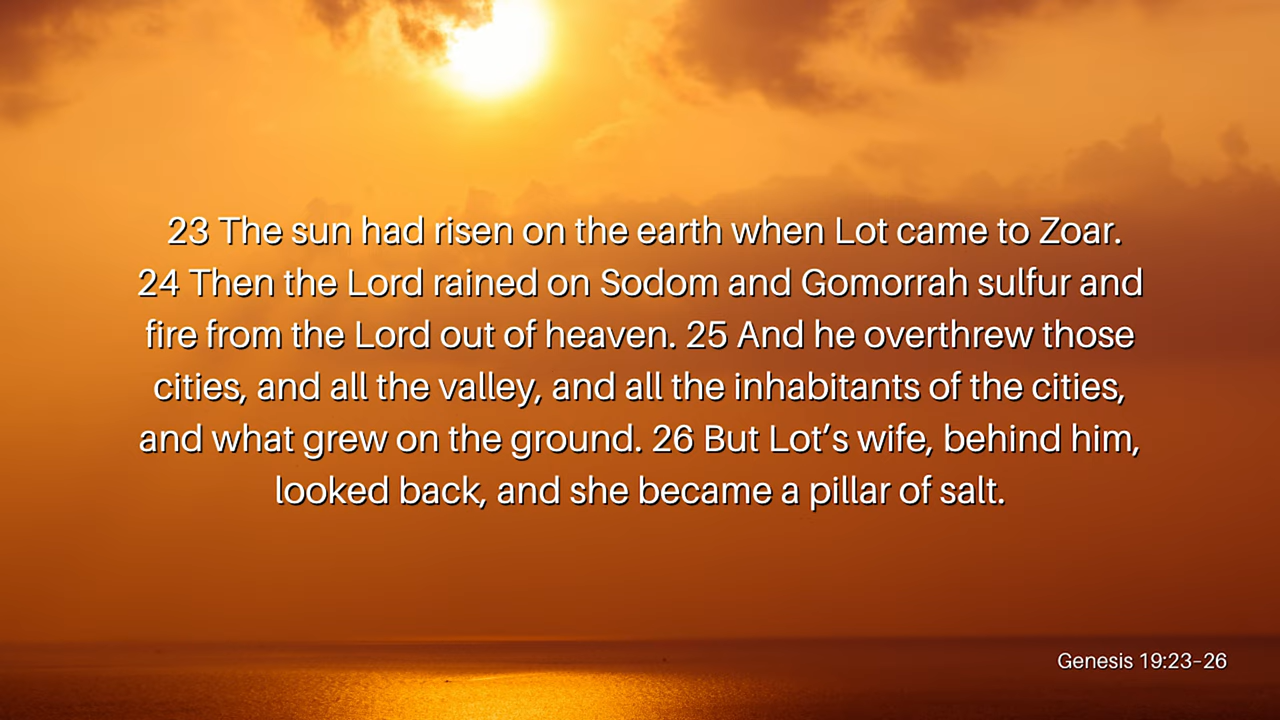 23 The sun had risen on the earth when Lot came to Zoar.
24 Then the Lord rained on Sodom and Gomorrah sulfur and
fire from the Lord out of heaven. 25 And he overthrew those
cities, and all the valley, and all the inhabitants of the cities,
and what grew on the ground. 26 But Lot’s wife, behind him,
looked back, and she became a pillar of salt.
Genesis 19:23–26